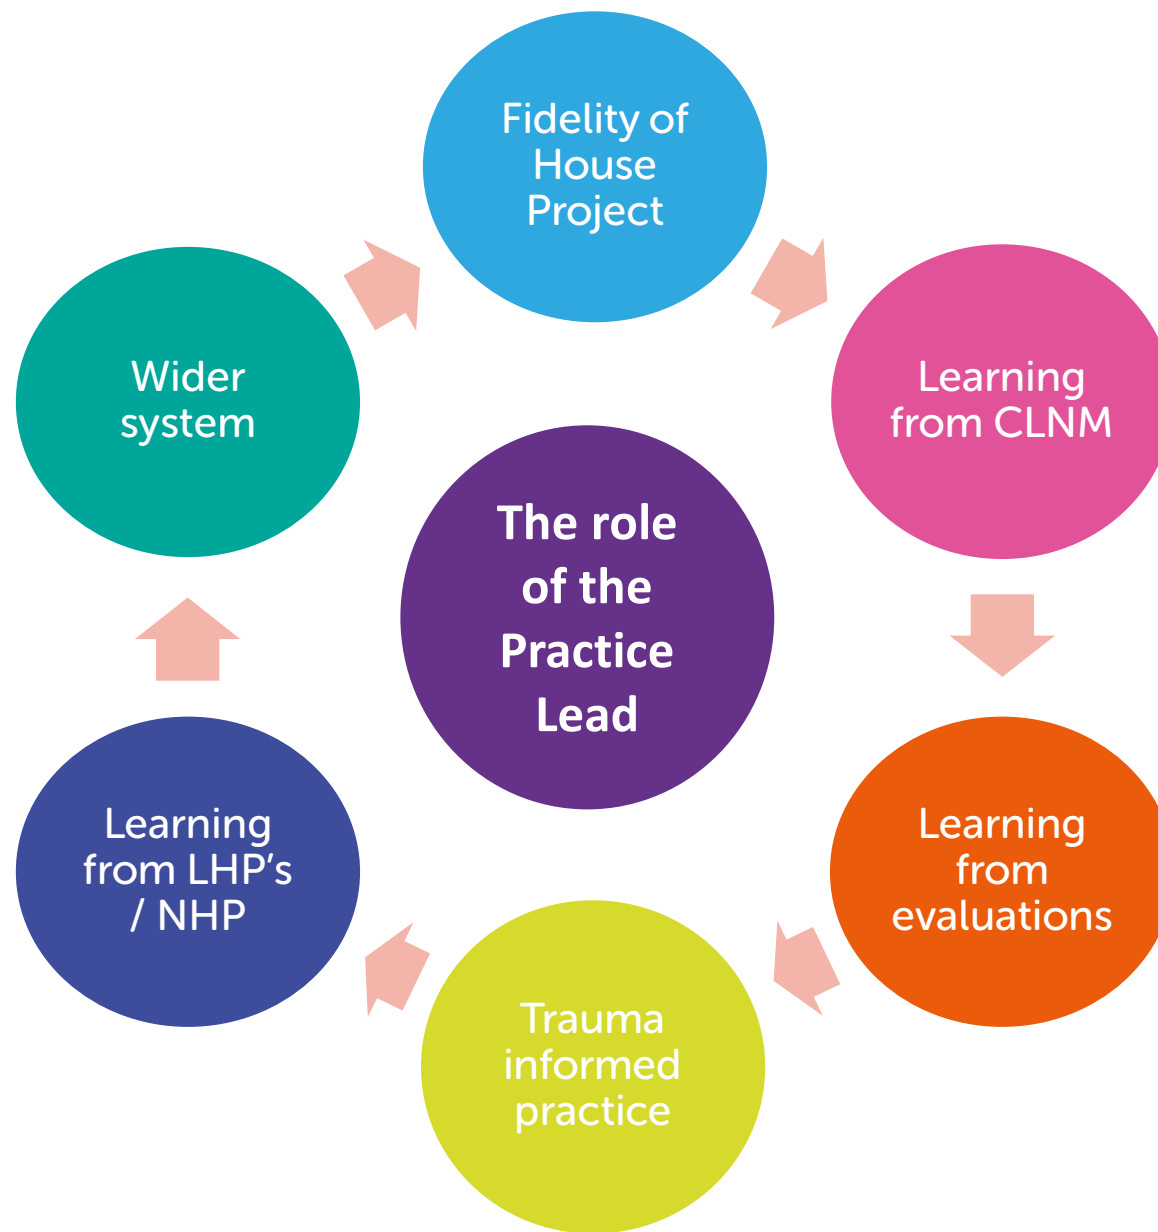 Fidelity of
House
Project
Learning
from CLNM
Learning
from
evaluations
Trauma
informed
practice
Learning
from LHP’s
/ NHP
Wider
system
The role
of the
Practice
Lead